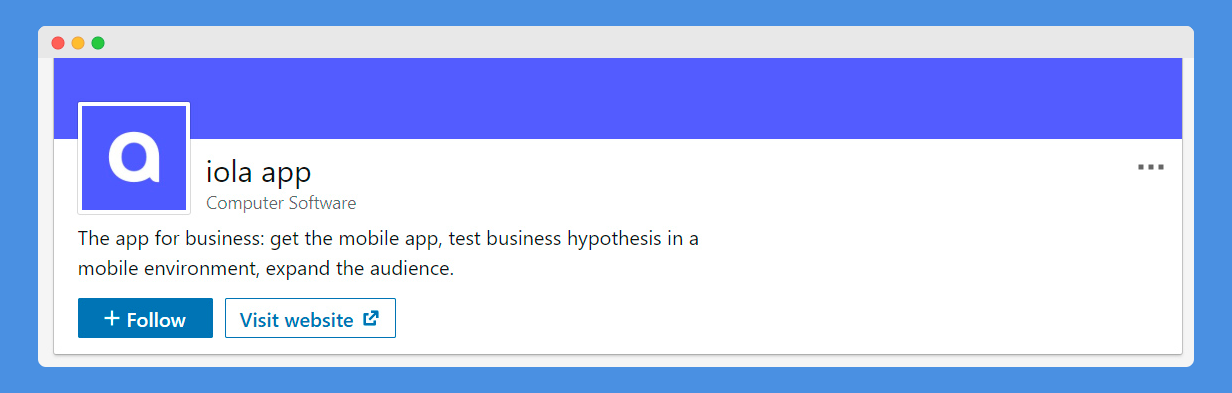 a
iola app
Computer Software
The app for business: get the mobile app, test business hypothesis in a
mobile environment, expand the audience.
+ Follow
Visit website